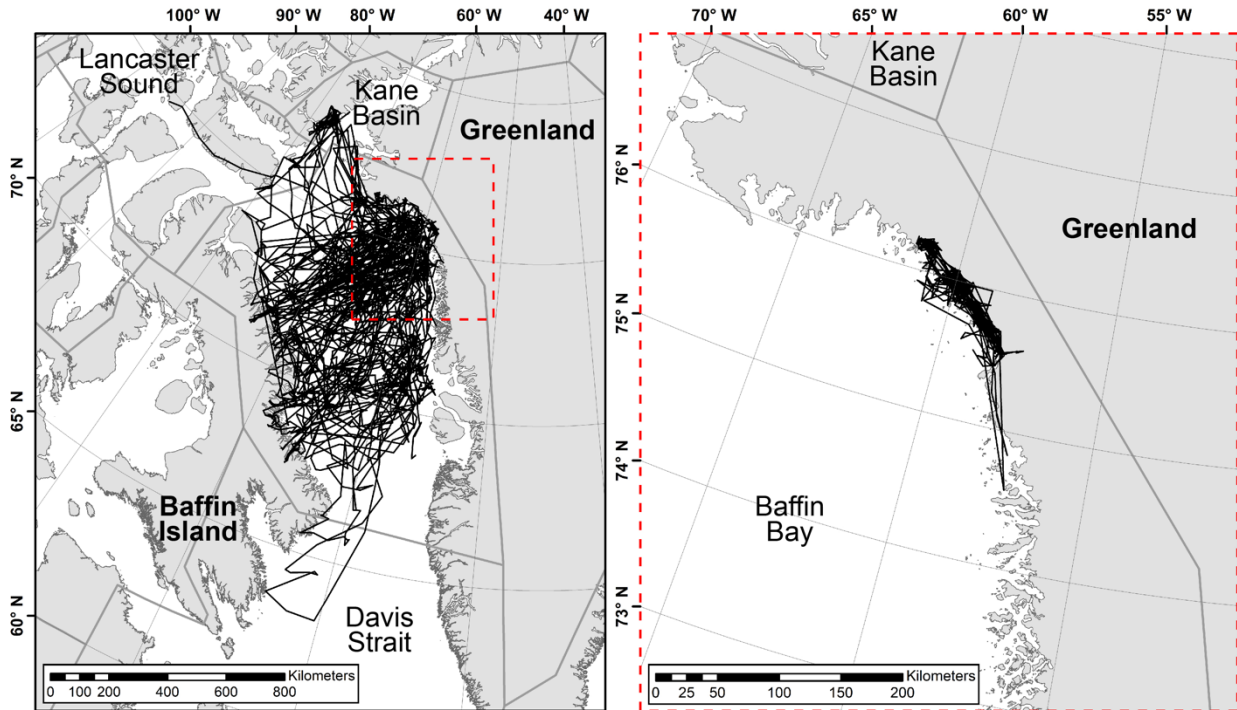 100° W 90° W 80° W 60° W 40° W
Lancaster
Sound
Kane
Basin
Greenland
70° N
65° N
60° N
Baffin
Island
Davis
Strait
Kilometers
0 50 100 200 400 600 800
70° W 65° W 60° W 55° W
Kane
Basin
76° N
Greenland
75° N
74° N
Baffin
Bay
73° N
Kilometers
0 25 50 100 150 200